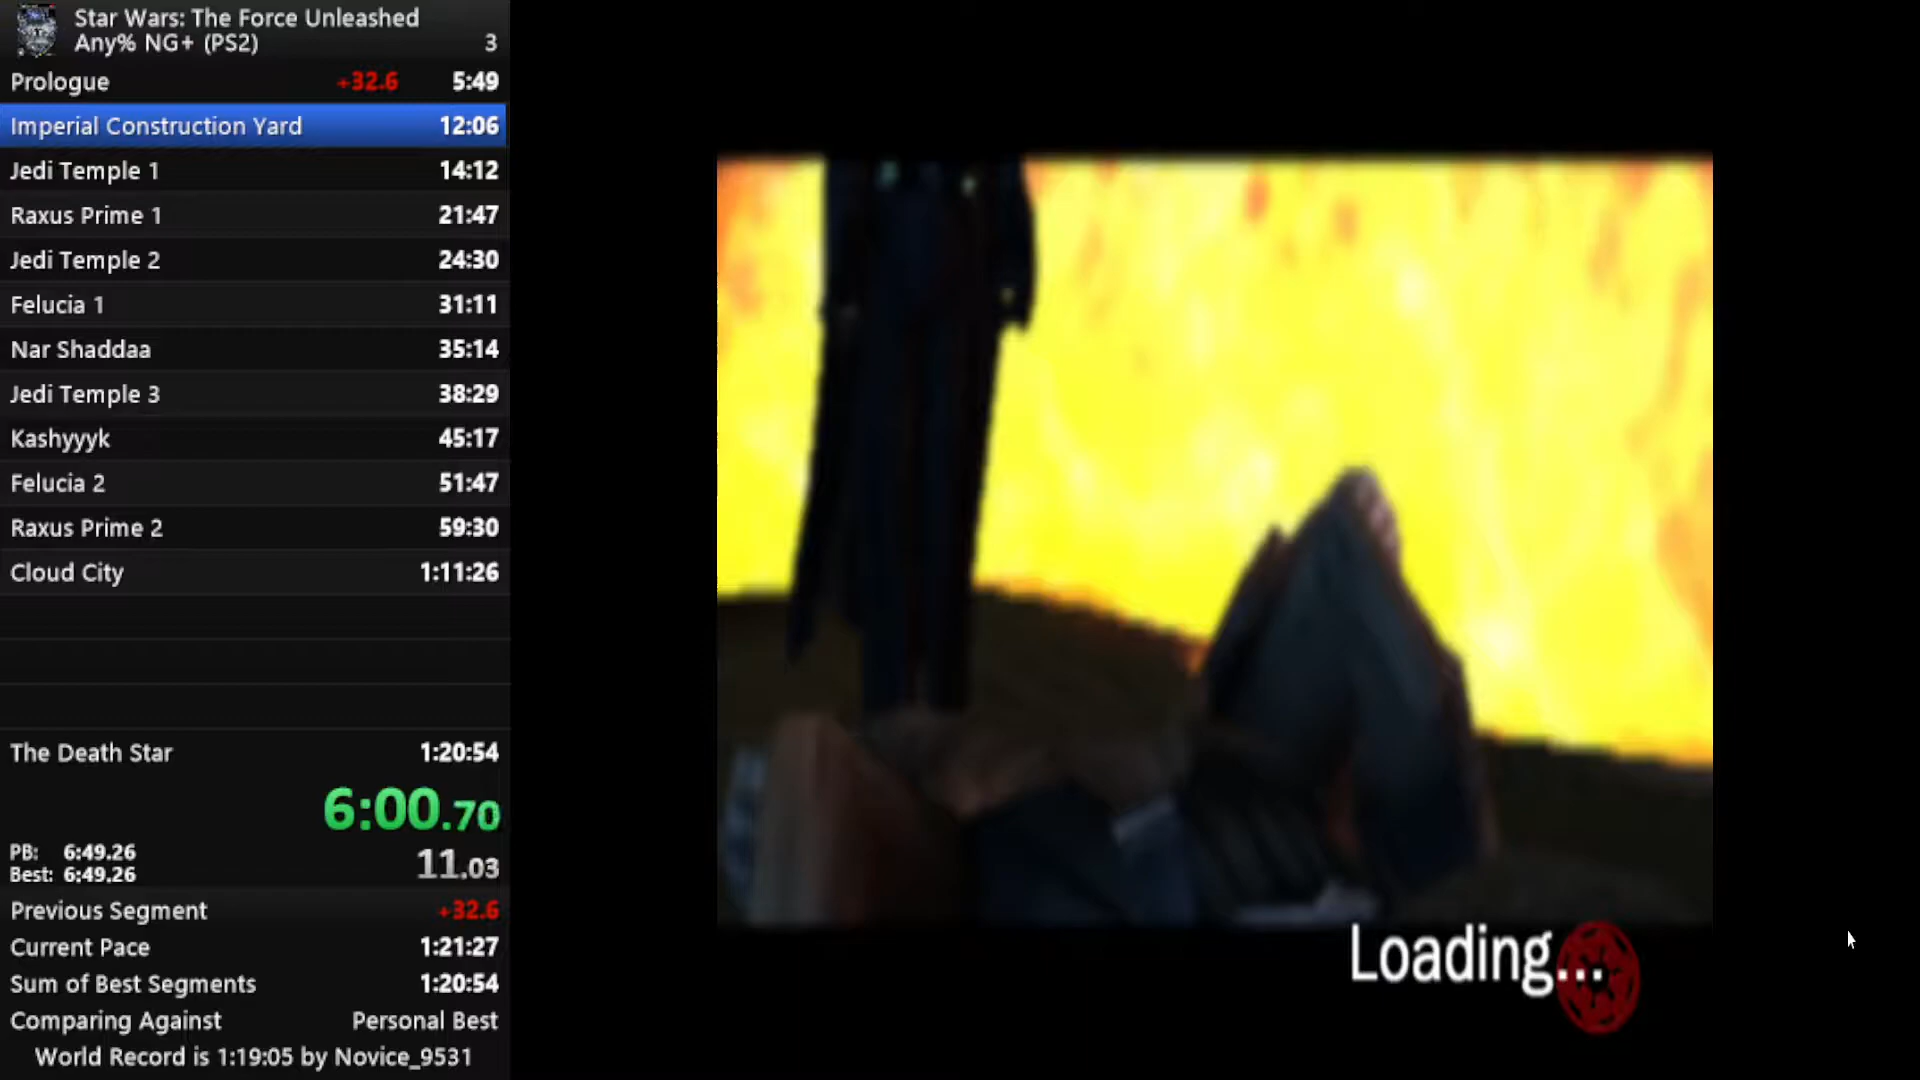 Star Wars: The Force Unleashed
Any% NG+ (PS2) 3
Prologue +32.6 5:49
Imperial Construction Yard 12:06
Jedi Temple 1 14:12
Raxus Prime 1 21:47
Jedi Temple 2 24:30
Felucia 1 31:11
Nar Shaddaa 35:14
Jedi Temple 3 38:29
Kashyyyk 45:17
Felucia 2 51:47
Raxus Prime 2 59:30
Cloud City 1:11:26
The Death Star 1:20:54
6:00.70
PB: 6:49.26
Best: 6:49.26
11.03
Previous Segment +32.6
Current Pace 1:21:27
Sum of Best Segments 1:20:54
Comparing Against Personal Best
World Record is 1:19:05 by Novice_9531
Loading...